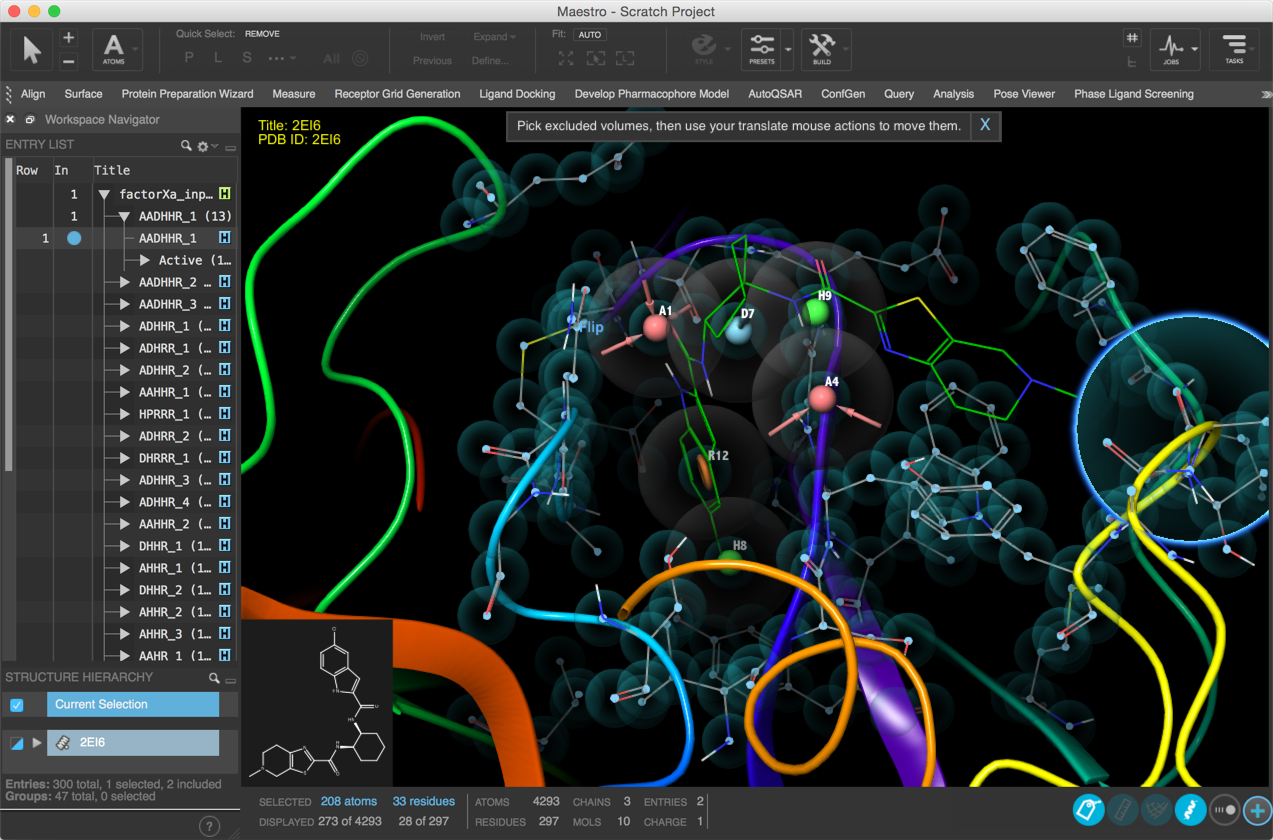 Maestro - Scratch Project
Quick Select: REMOVE
Invert Expand
Fit: AUTO
P L S ... All
Previous Define...
A
ATOMS
STYLE
PRESETS
BUILD
JOBS
TASKS
Align Surface Protein Preparation Wizard Measure Receptor Grid Generation Ligand Docking Develop Pharmacophore Model AutoQSAR ConfGen Query Analysis Pose Viewer Phase Ligand Screening
Workspace Navigator
ENTRY LIST
Row In Title
1 factorXa_inp... H
1 AADHHR_1 (13)
1 AADHHR_1 H
Active (1...
AADHHR_2 ... H
AADHHR_3 ... H
ADHHR_1 (... H
ADHRR_1 (... H
ADHHR_2 (... H
AAHHR_1 (... H
HPRRR_1 (... H
ADHRR_2 (... H
DHRRR_1 (... H
ADHHR_3 (... H
ADHHR_4 (... H
AAHHR_2 (... H
DHHR_1 (1... H
AHHR_1 (1... H
DHHR_2 (1... H
AHHR_2 (1... H
AHHR_3 (1... H
AAHR_1 (1... H
STRUCTURE HIERARCHY
Current Selection
2EI6
Entries: 300 total, 1 selected, 2 included
Groups: 47 total, 0 selected
?
Title: 2EI6
PDB ID: 2EI6
Pick excluded volumes, then use your translate mouse actions to move them. X
H9
A1
D7
Flip
A4
R12
H8
SELECTED 208 atoms 33 residues ATOMS 4293 CHAINS 3 ENTRIES 2
DISPLAYED 273 of 4293 28 of 297 RESIDUES 297 MOLS 10 CHARGE 1